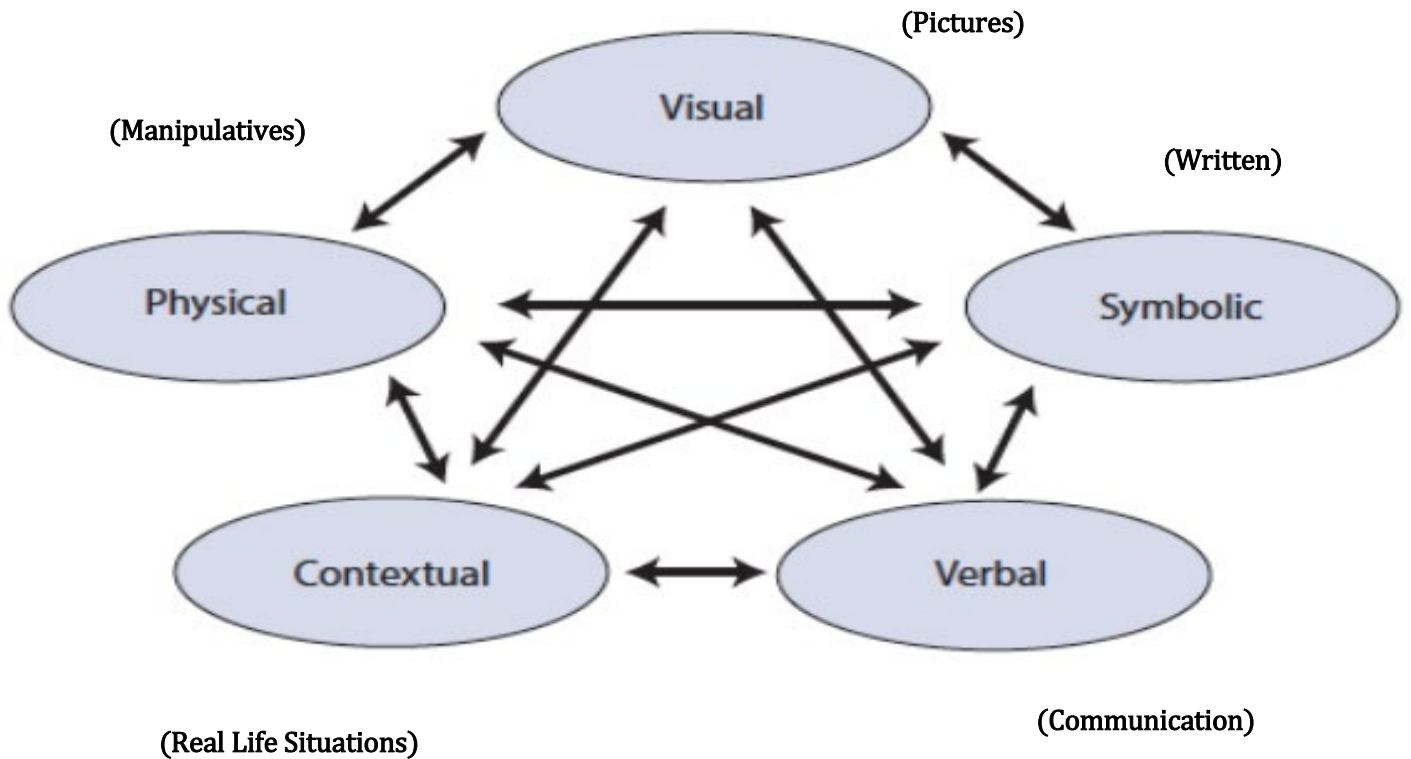 (Pictures)
Visual
(Manipulatives)
(Written)
Physical
Symbolic
Contextual
Verbal
(Communication)
(Real Life Situations)